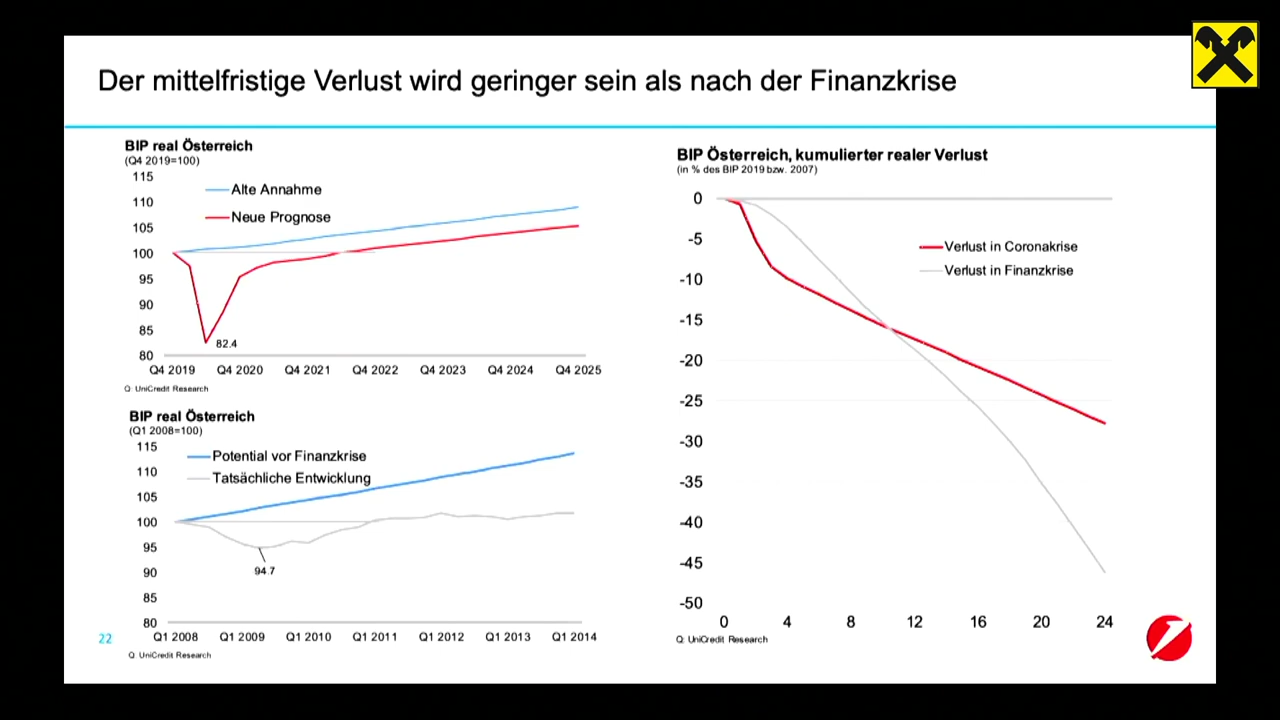 Der mittelfristige Verlust wird geringer sein als nach der Finanzkrise
BIP real Österreich
(Q4 2019=100)
115
110
105
100
95
90
85
80
Alte Annahme
Neue Prognose
82.4
Q4 2019 Q4 2020 Q4 2021 Q4 2022 Q4 2023 Q4 2024 Q4 2025
Q: UniCredit Research
BIP real Österreich
(Q1 2008=100)
115
110
105
100
95
90
85
80
Potential vor Finanzkrise
Tatsächliche Entwicklung
94.7
Q1 2008 Q1 2009 Q1 2010 Q1 2011 Q1 2012 Q1 2013 Q1 2014
Q: UniCredit Research
22
BIP Österreich, kumulierter realer Verlust
(in % des BIP 2019 bzw. 2007)
0
-5
-10
-15
-20
-25
-30
-35
-40
-45
-50
Verlust in Coronakrise
Verlust in Finanzkrise
0 4 8 12 16 20 24
Q: UniCredit Research